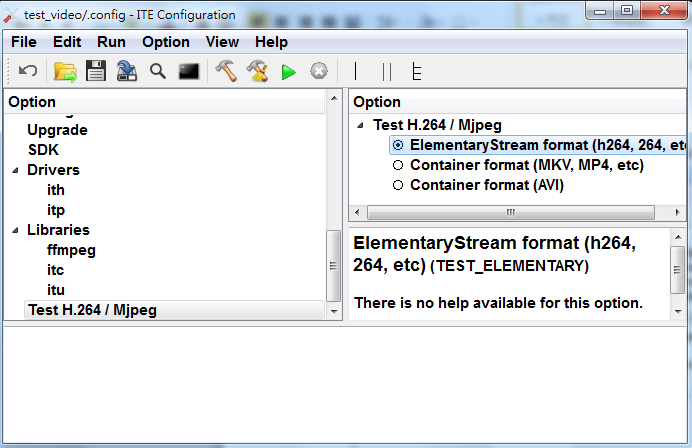 test_video/.config - ITE Configuration
File Edit Run Option View Help
Option
Upgrade
SDK
Drivers
ith
itp
Libraries
ffmpeg
itc
itu
Test H.264 / Mjpeg
Option
Test H.264 / Mjpeg
ElementaryStream format (h264, 264, etc
Container format (MKV, MP4, etc)
Container format (AVI)
ElementaryStream format (h264,
264, etc) (TEST_ELEMENTARY)
There is no help available for this option.